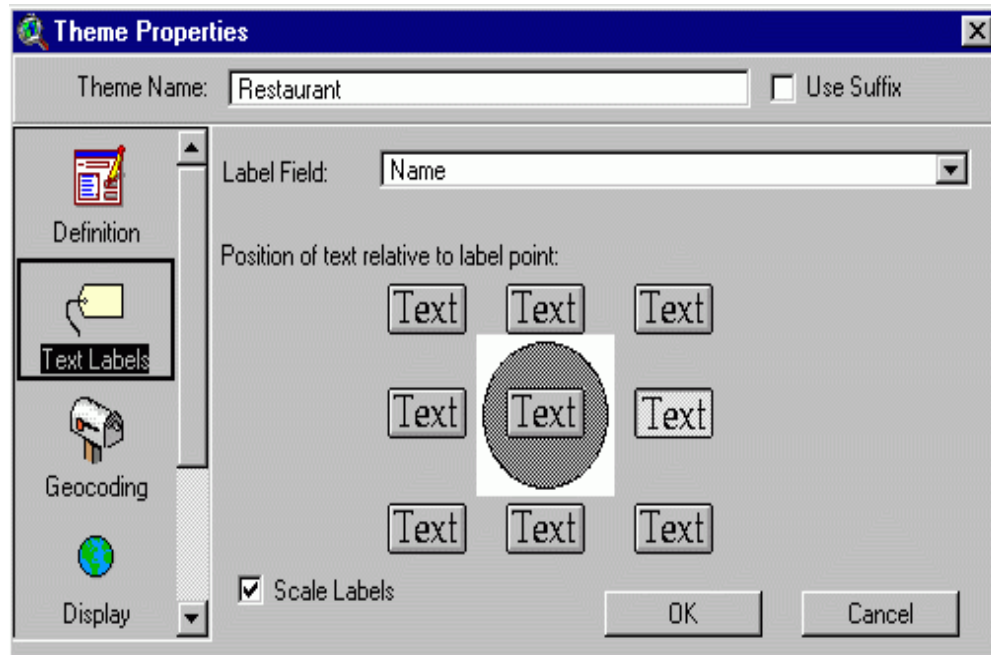 Theme Properties
Theme Name: Restaurant Use Suffix
Definition
Text Labels
Geocoding
Display
Label Field: Name
Position of text relative to label point:
Text Text Text
Text Text Text
Text Text Text
Scale Labels
OK Cancel